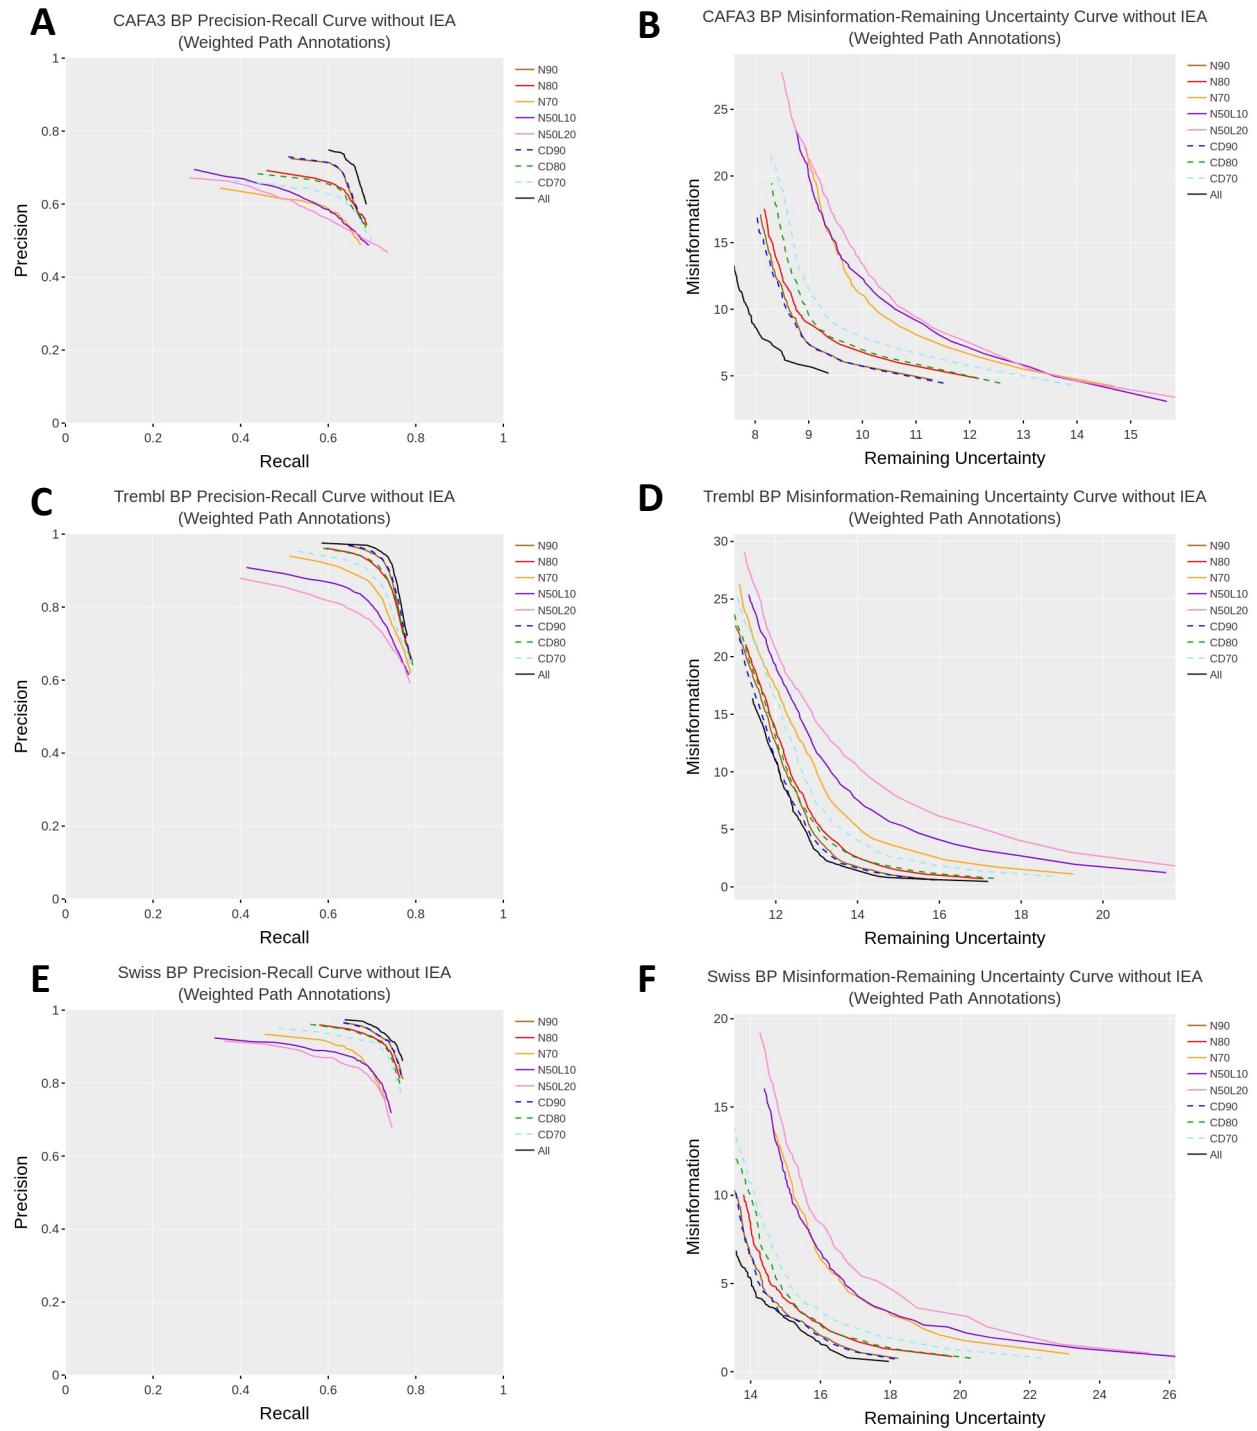 A
CAFA3 BP Precision-Recall Curve without IEA
(Weighted Path Annotations)
1
0.8
0.6
0.4
0.2
0
0
0.2
0.4
0.6
0.8
1
Precision
Recall
N90
N80
N70
N50L10
N50L20
CD90
CD80
CD70
All
B
CAFA3 BP Misinformation-Remaining Uncertainty Curve without IEA
(Weighted Path Annotations)
25
20
15
10
5
8
9
10
11
12
13
14
15
Misinformation
Remaining Uncertainty
N90
N80
N70
N50L10
N50L20
CD90
CD80
CD70
All
C
Trembl BP Precision-Recall Curve without IEA
(Weighted Path Annotations)
1
0.8
0.6
0.4
0.2
0
0
0.2
0.4
0.6
0.8
1
Precision
Recall
N90
N80
N70
N50L10
N50L20
CD90
CD80
CD70
All
D
Trembl BP Misinformation-Remaining Uncertainty Curve without IEA
(Weighted Path Annotations)
30
25
20
15
10
5
0
12
14
16
18
20
Misinformation
Remaining Uncertainty
N90
N80
N70
N50L10
N50L20
CD90
CD80
CD70
All
E
Swiss BP Precision-Recall Curve without IEA
(Weighted Path Annotations)
1
0.8
0.6
0.4
0.2
0
0
0.2
0.4
0.6
0.8
1
Precision
Recall
N90
N80
N70
N50L10
N50L20
CD90
CD80
CD70
All
F
Swiss BP Misinformation-Remaining Uncertainty Curve without IEA
(Weighted Path Annotations)
20
15
10
5
0
14
16
18
20
22
24
26
Misinformation
Remaining Uncertainty
N90
N80
N70
N50L10
N50L20
CD90
CD80
CD70
All